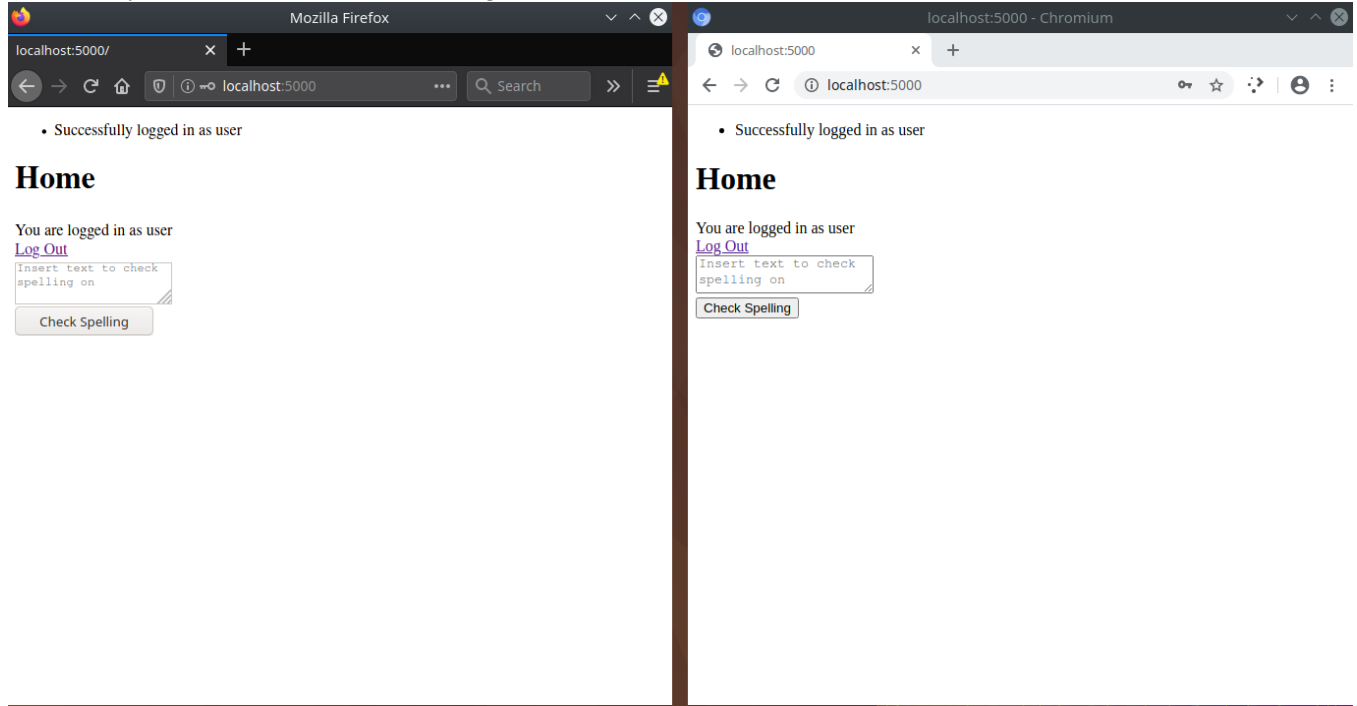 Mozilla Firefox
localhost:5000/
localhost:5000
Search
• Successfully logged in as user
Home
You are logged in as user
Log Out
Insert text to check
spelling on
Check Spelling
localhost:5000 - Chromium
localhost:5000
localhost:5000
• Successfully logged in as user
Home
You are logged in as user
Log Out
Insert text to check
spelling on
Check Spelling